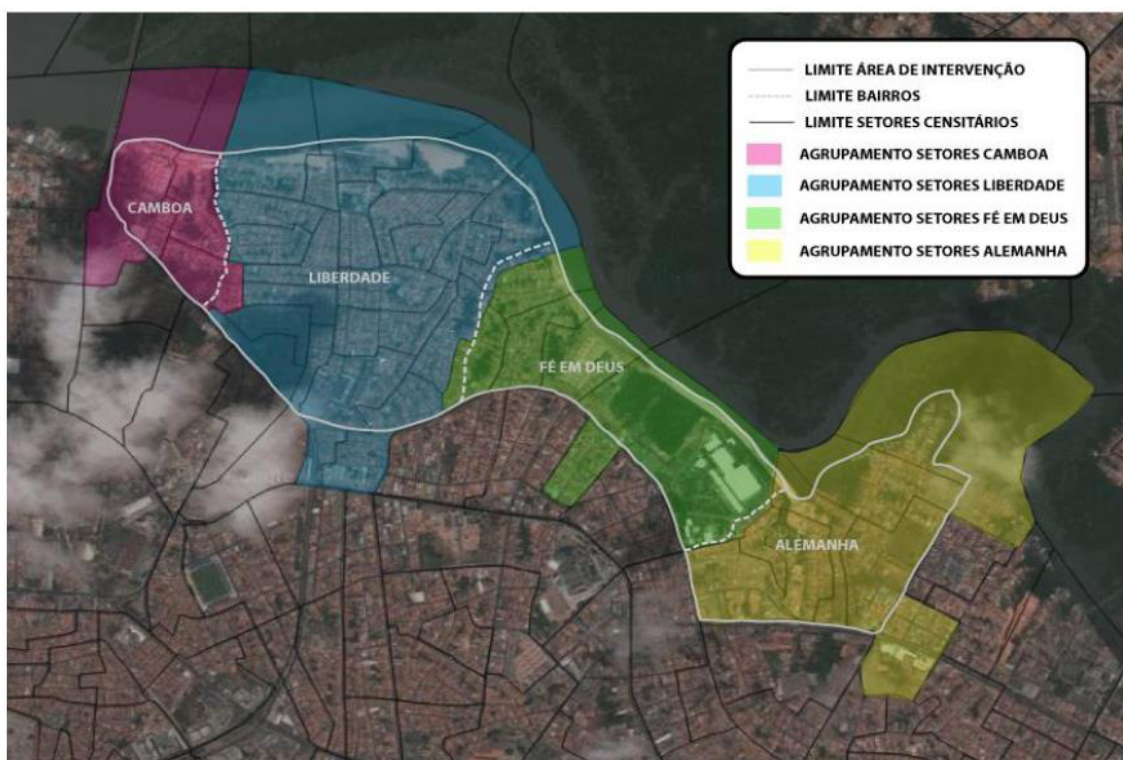 LIMITE ÁREA DE INTERVENÇÃO
LIMITE BAIRROS
LIMITE SETORES CENSITÁRIOS
AGRUPAMENTO SETORES CAMBOA
AGRUPAMENTO SETORES LIBERDADE
AGRUPAMENTO SETORES FÉ EM DEUS
AGRUPAMENTO SETORES ALEMANHA
CAMBOA
LIBERDADE
FÉ EM DEUS
ALEMANHA